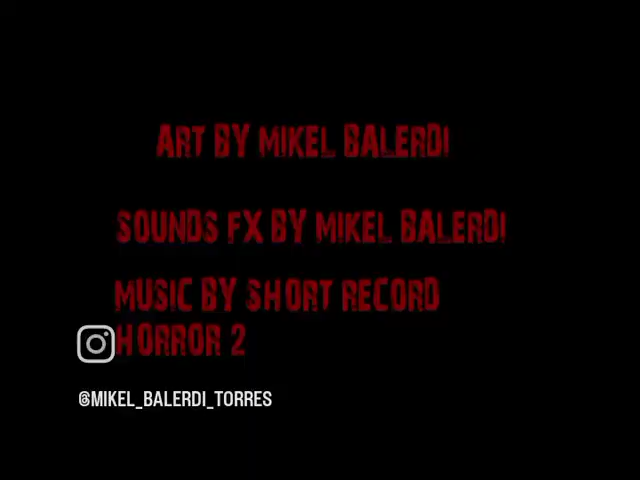 ART BY MIKEL BALERDI
SOUNDS FX BY MIKEL BALERDI
MUSIC BY SHORT RECORD
HORROR 2
@MIKEL_BALERDI_TORRES